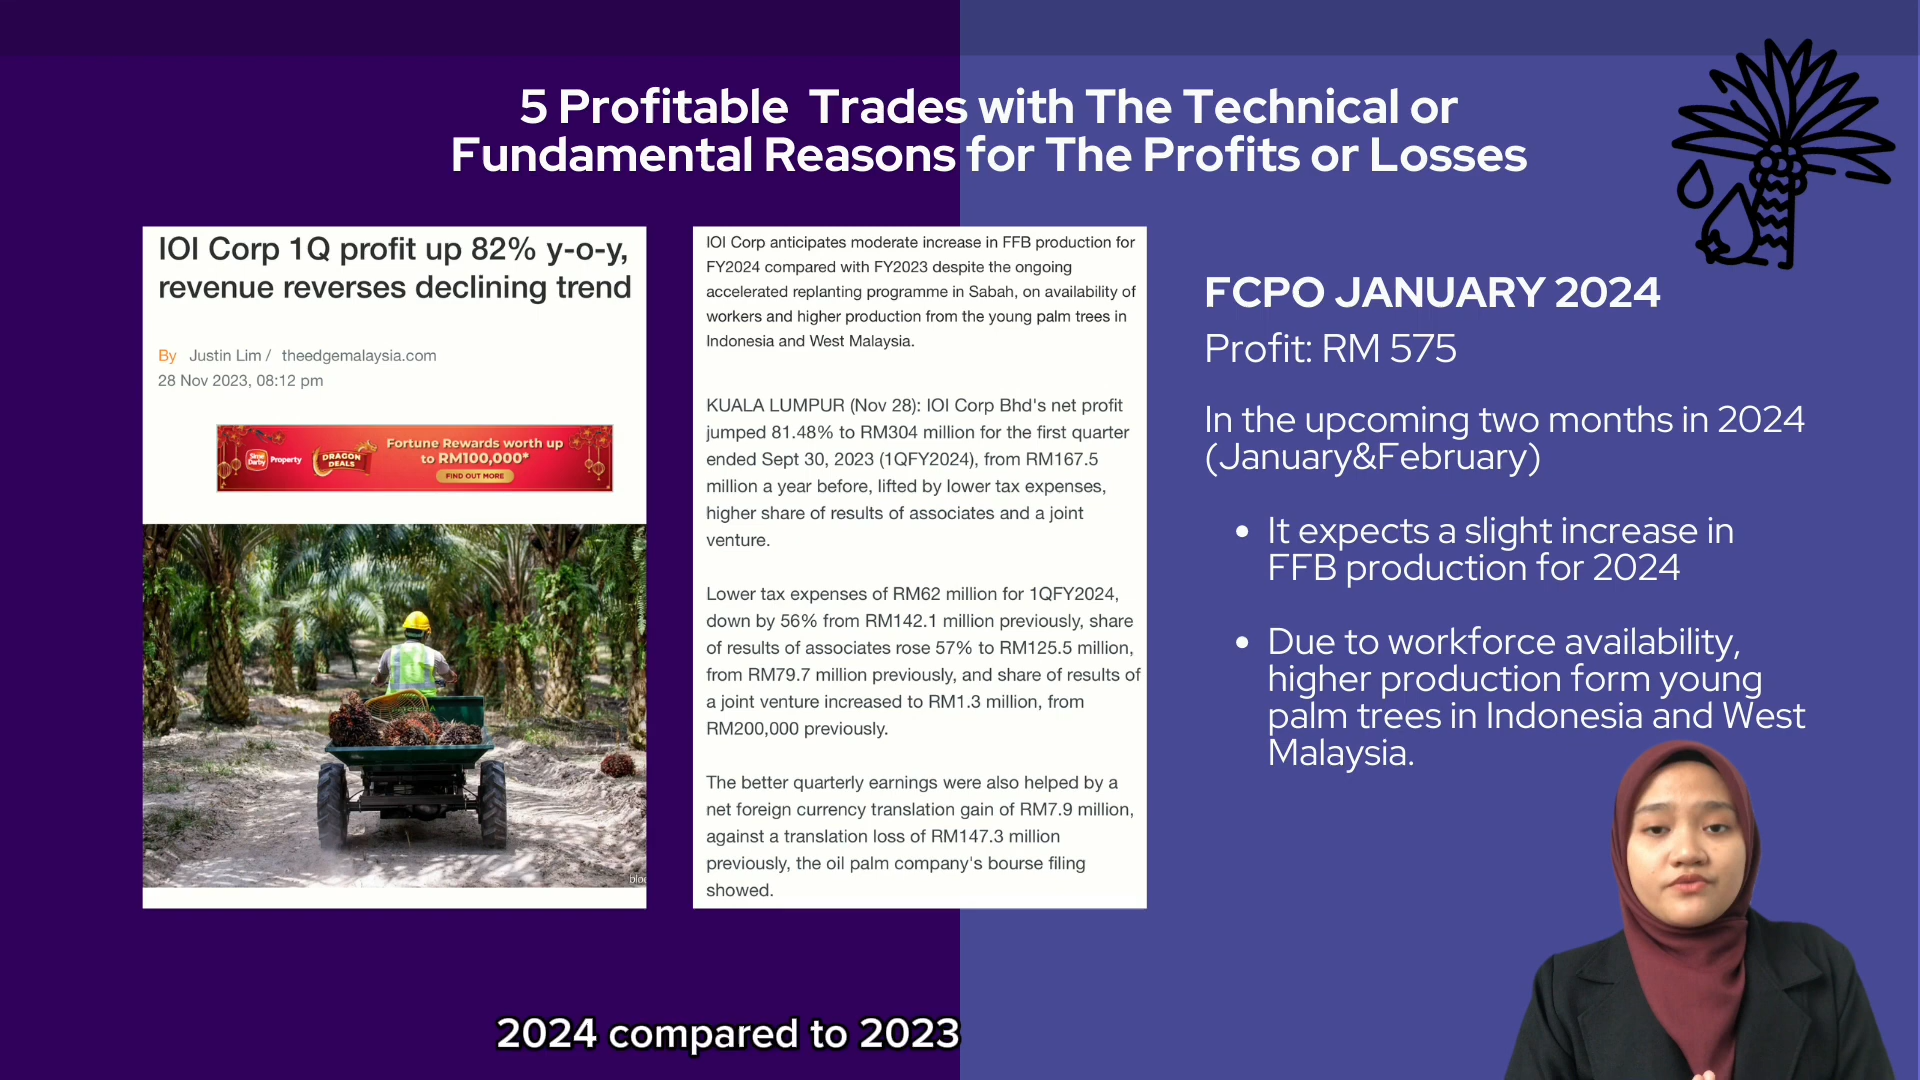 5 Profitable Trades with The Technical or
Fundamental Reasons for The Profits or Losses
IOI Corp 1Q profit up 82% y-o-y,
revenue reverses declining trend
By Justin Lim / theedgemalaysia.com
28 Nov 2023, 08:12 pm
Sime Darby Property
DRAGON DEALS
Fortune Rewards worth up
to RM100,000*
FIND OUT MORE
bloo
IOI Corp anticipates moderate increase in FFB production for
FY2024 compared with FY2023 despite the ongoing
accelerated replanting programme in Sabah, on availability of
workers and higher production from the young palm trees in
Indonesia and West Malaysia.
KUALA LUMPUR (Nov 28): IOI Corp Bhd's net profit
jumped 81.48% to RM304 million for the first quarter
ended Sept 30, 2023 (1QFY2024), from RM167.5
million a year before, lifted by lower tax expenses,
higher share of results of associates and a joint
venture.
Lower tax expenses of RM62 million for 1QFY2024,
down by 56% from RM142.1 million previously, share
of results of associates rose 57% to RM125.5 million,
from RM79.7 million previously, and share of results of
a joint venture increased to RM1.3 million, from
RM200,000 previously.
The better quarterly earnings were also helped by a
net foreign currency translation gain of RM7.9 million,
against a translation loss of RM147.3 million
previously, the oil palm company's bourse filing
showed.
FCPO JANUARY 2024
Profit: RM 575
In the upcoming two months in 2024
(January&February)
• It expects a slight increase in
FFB production for 2024
• Due to workforce availability,
higher production form young
palm trees in Indonesia and West
Malaysia.
2024 compared to 2023